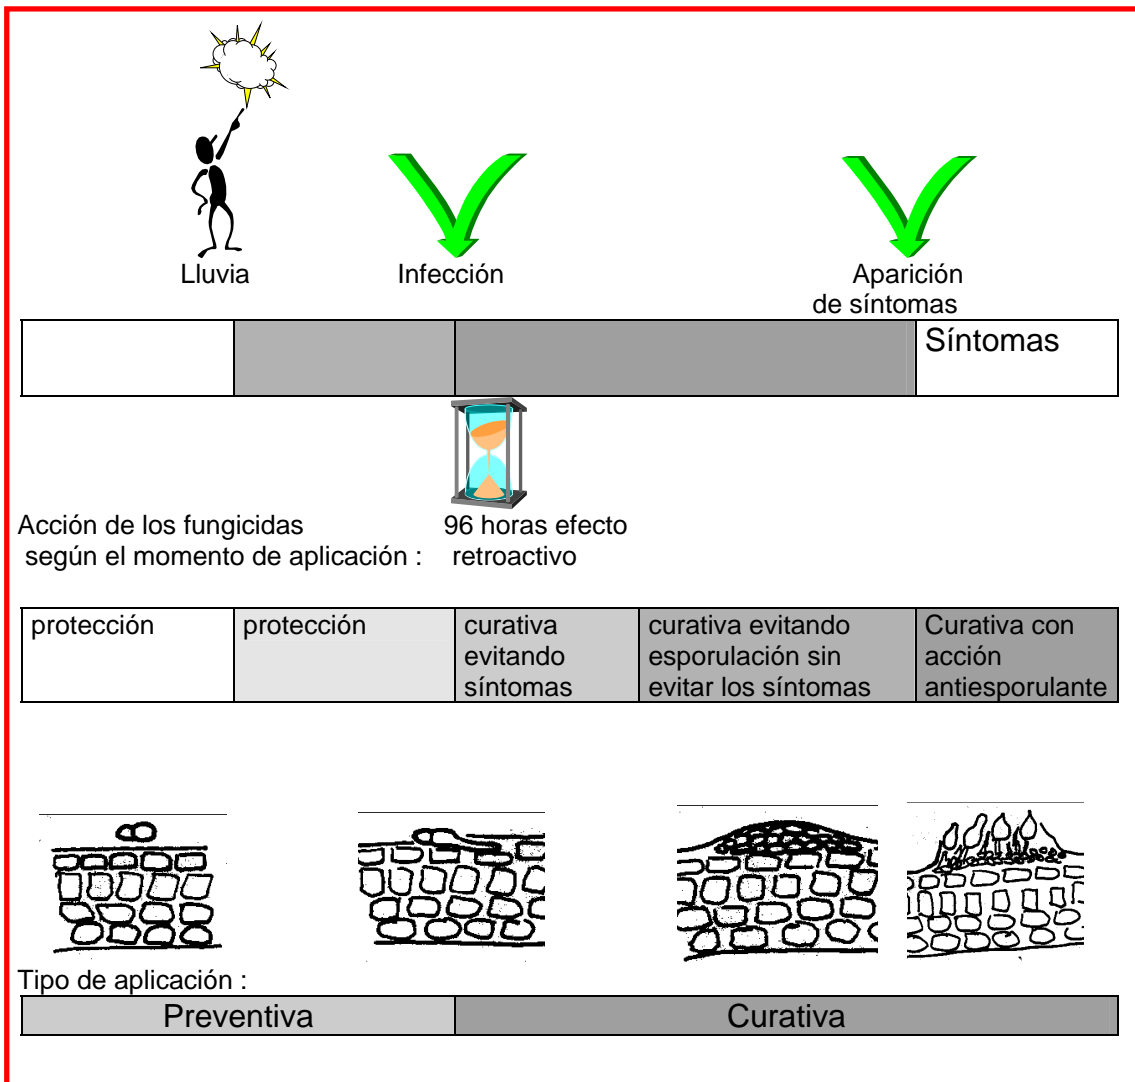 Lluvia
Infección
Aparición
de síntomas
Síntomas
Acción de los fungicidas
según el momento de aplicación :
96 horas efecto
retroactivo
protección
protección
curativa
evitando
síntomas
curativa evitando
esporulación sin
evitar los síntomas
Curativa con
acción
antiesporulante
Tipo de aplicación :
Preventiva
Curativa